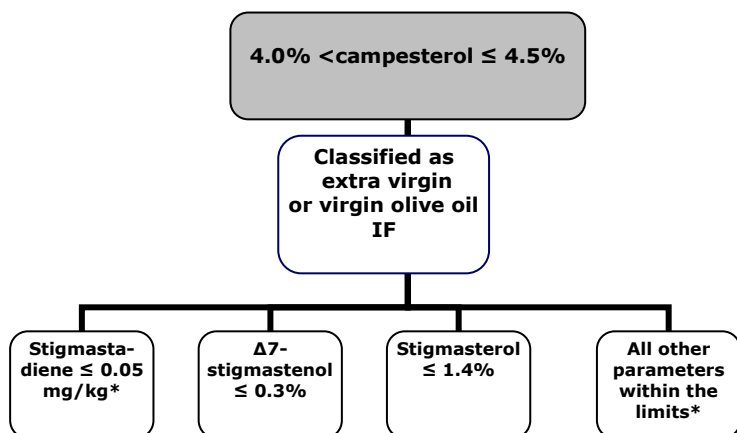 4.0% <campesterol ≤ 4.5%
Classified as
extra virgin
or virgin olive oil
IF
Stigmasta-
diene ≤ 0.05
mg/kg*
Δ7-
stigmastenol
≤ 0.3%
Stigmasterol
≤ 1.4%
All other
parameters
within the
limits*